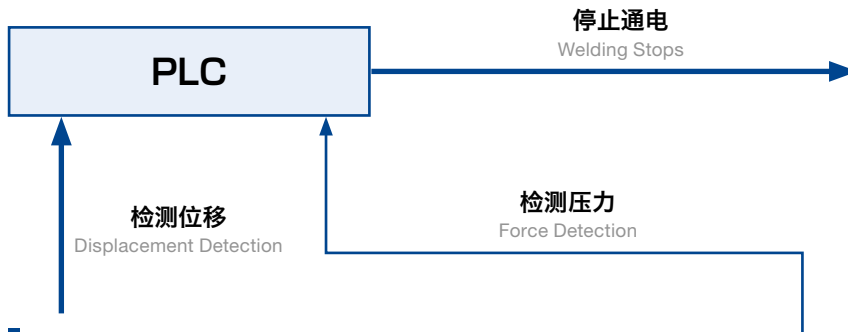 停止通电
Welding Stops
PLC
检测压力
Force Detection
检测位移
Displacement Detection